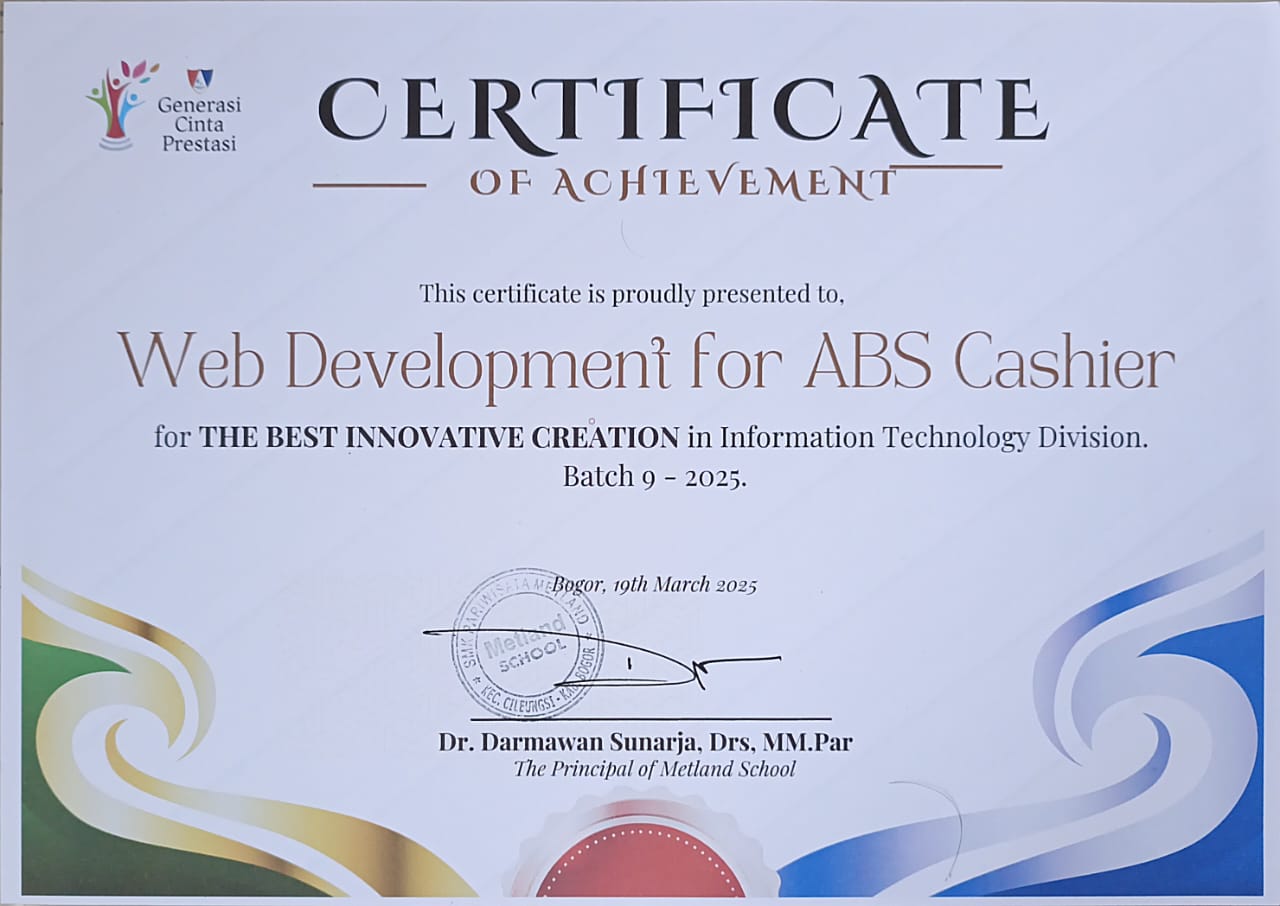 Generasi
Cinta
Prestasi
CERTIFICATE
OF ACHIEVEMENT
This certificate is proudly presented to,
Web Development for ABS Cashier
for THE BEST INNOVATIVE CREATION in Information Technology Division.
Batch 9 - 2025.
Bogor, 19th March 2025
SMK PARIWISATA METLAND
Metland
SCHOOL
KEC. CILEUNGSI - KAB. BOGOR
Dr. Darmawan Sunarja, Drs, MM.Par
The Principal of Metland School